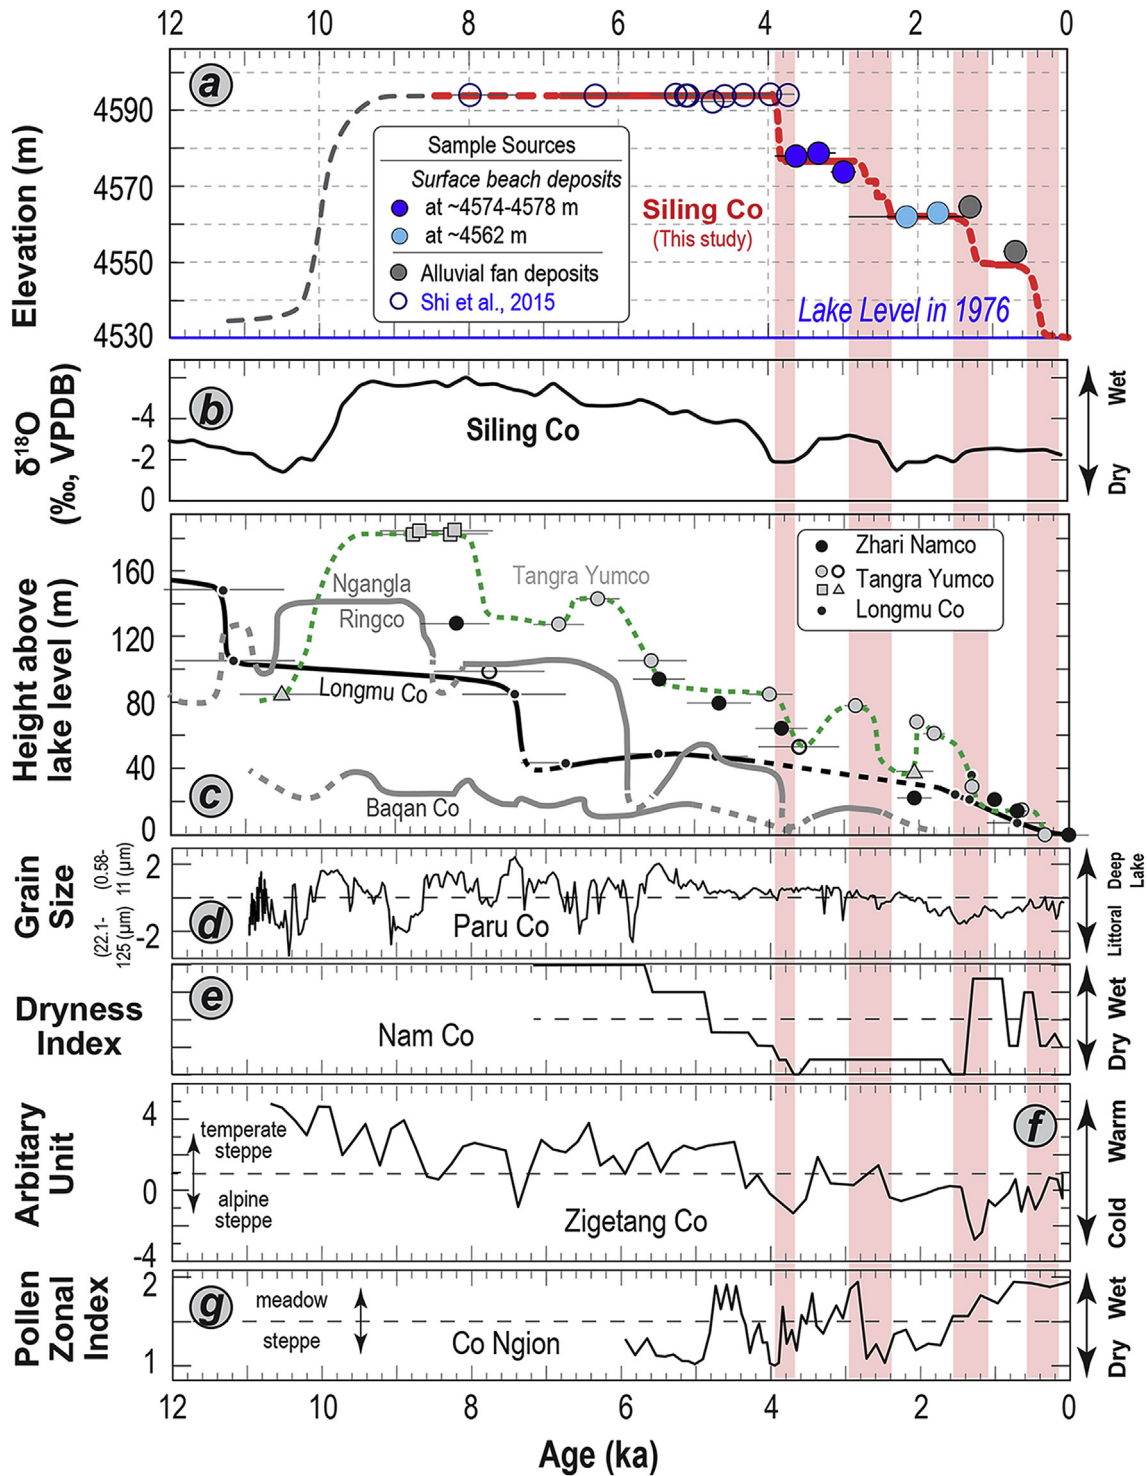 12 10 8 6 4 2 0
a
Elevation (m)
4590
4570
4550
4530
Sample Sources
Surface beach deposits
at ~4574-4578 m
at ~4562 m
Alluvial fan deposits
Shi et al., 2015
Siling Co
(This study)
Lake Level in 1976
b
δ¹⁸O
(‰, VPDB)
-4
-2
0
Siling Co
Wet
Dry
c
Height above
lake level (m)
160
120
80
40
0
Ngangla
Ringco
Tangra Yumco
Longmu Co
Baqan Co
Zhari Namco
Tangra Yumco
Longmu Co
d
Grain
Size
(22.1-
125 (µm)
(0.58-
11 (µm)
2
-2
Paru Co
Deep
Lake
Littoral
e
Dryness
Index
Nam Co
Wet
Dry
f
Arbitary
Unit
4
0
-4
temperate
steppe
alpine
steppe
Zigetang Co
Warm
Cold
g
Pollen
Zonal
Index
2
1
meadow
steppe
Co Ngion
Wet
Dry
12 10 8 6 4 2 0
Age (ka)